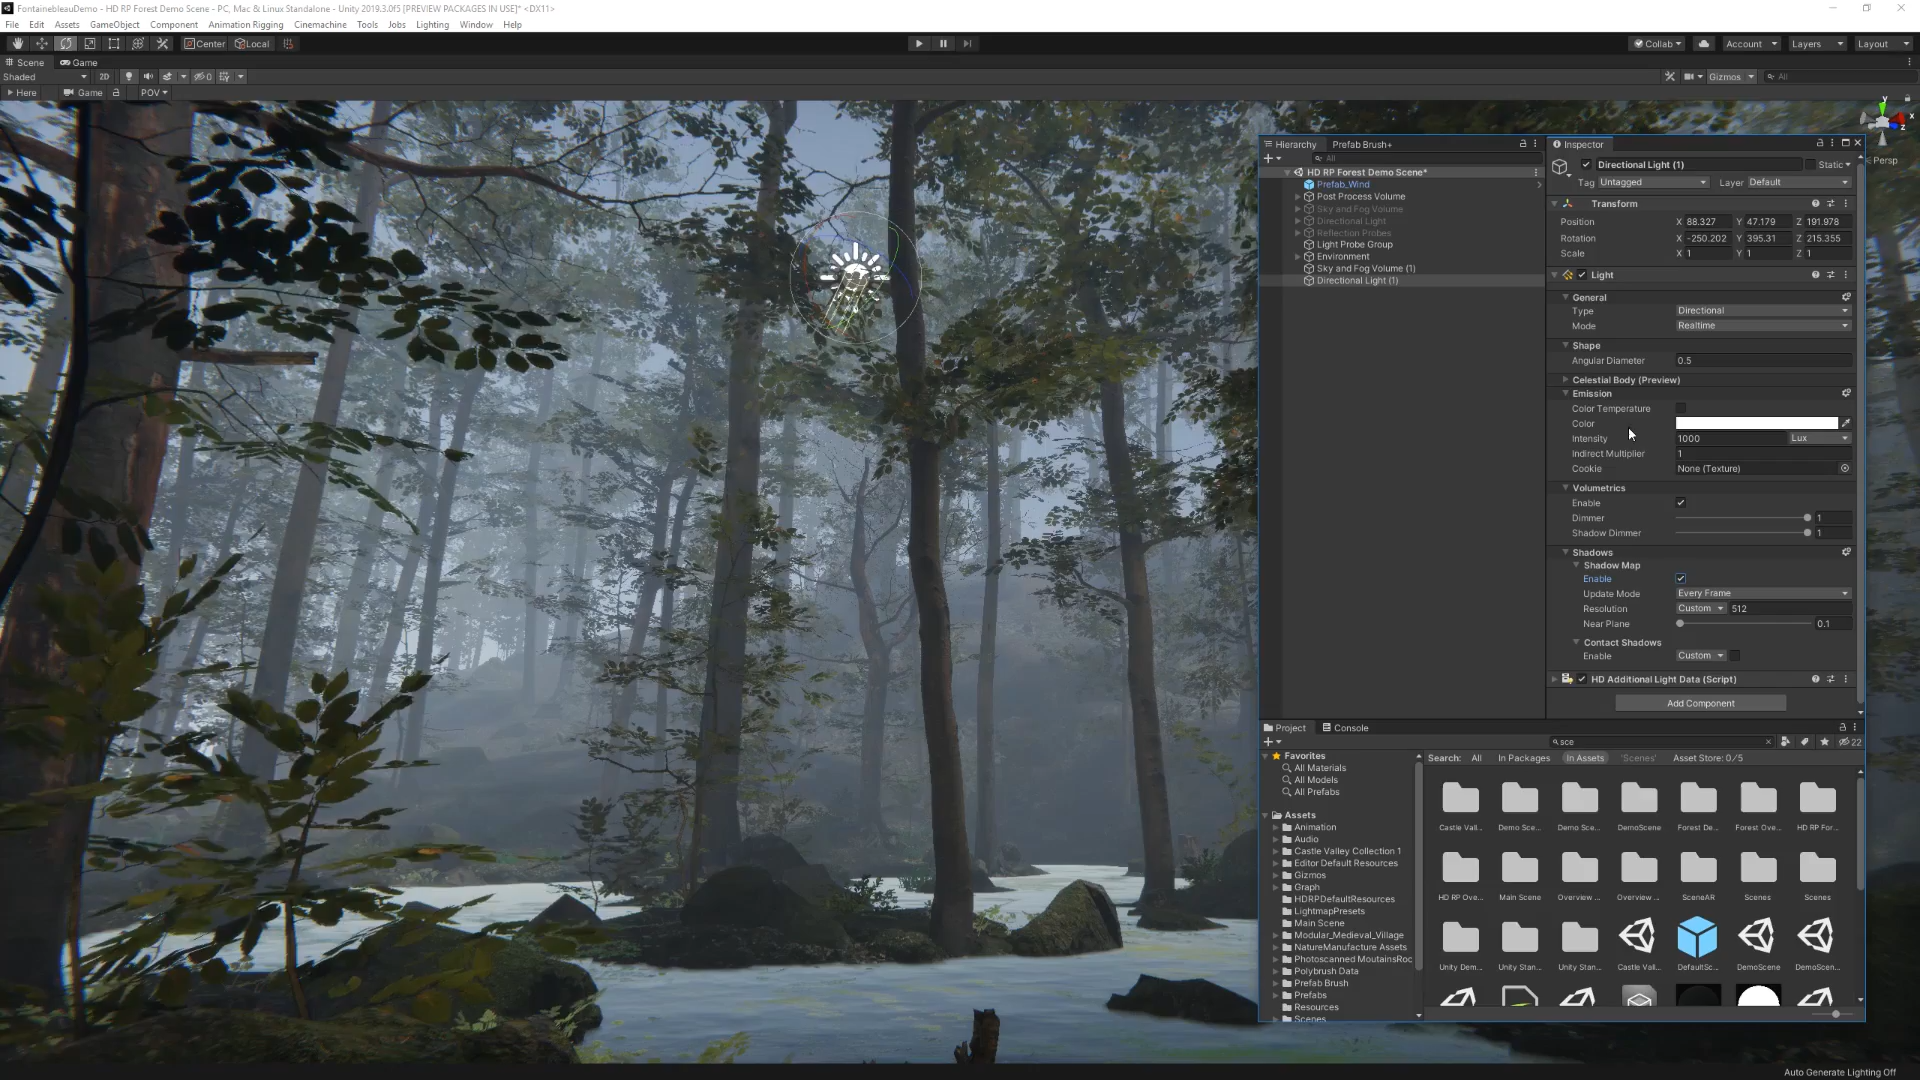 FontainebleauDemo - HD RP Forest Demo Scene - PC, Mac & Linux Standalone - Unity 2019.3.0f5 [PREVIEW PACKAGES IN USE]* <DX11>
File Edit Assets GameObject Component Animation Rigging Cinemachine Tools Jobs Lighting Window Help
Center Local Collab Account Layers Layout
Scene Game
Shaded 2D 0 Gizmos All
Here Game POV
y x z
Persp
Hierarchy Prefab Brush+
All
HD RP Forest Demo Scene*
Prefab_Wind
Post Process Volume
Sky and Fog Volume
Directional Light
Reflection Probes
Light Probe Group
Environment
Sky and Fog Volume (1)
Directional Light (1)
Inspector
Directional Light (1) Static
Tag Untagged Layer Default
Transform
Position X 88.327 Y 47.179 Z 191.978
Rotation X -250.202 Y 395.31 Z 215.355
Scale X 1 Y 1 Z 1
Light
General
Type Directional
Mode Realtime
Shape
Angular Diameter 0.5
Celestial Body (Preview)
Emission
Color Temperature
Color
Intensity 1000 Lux
Indirect Multiplier 1
Cookie None (Texture)
Volumetrics
Enable
Dimmer 1
Shadow Dimmer 1
Shadows
Shadow Map
Enable
Update Mode Every Frame
Resolution Custom 512
Near Plane 0.1
Contact Shadows
Enable Custom
HD Additional Light Data (Script)
Add Component
Project Console
sce 22
Favorites
All Materials
All Models
All Prefabs
Assets
Animation
Audio
Castle Valley Collection 1
Editor Default Resources
Gizmos
Graph
HDRPDefaultResources
LightmapPresets
Main Scene
Modular_Medieval_Village
NatureManufacture Assets
Photoscanned MoutainsRoc
Polybrush Data
Prefab Brush
Prefabs
Resources
Scenes
Search: All In Packages In Assets 'Scenes' Asset Store: 0/5
Castle Vall... Demo Sce... Demo Sce... DemoScene Forest De... Forest Ove... HD RP For...
HD RP Ove... Main Scene Overview ... Overview ... SceneAR Scenes Scenes
Unity Dem... Unity Stan... Unity Stan... Castle Vall... DefaultSc... DemoScene DemoScen...
Auto Generate Lighting Off